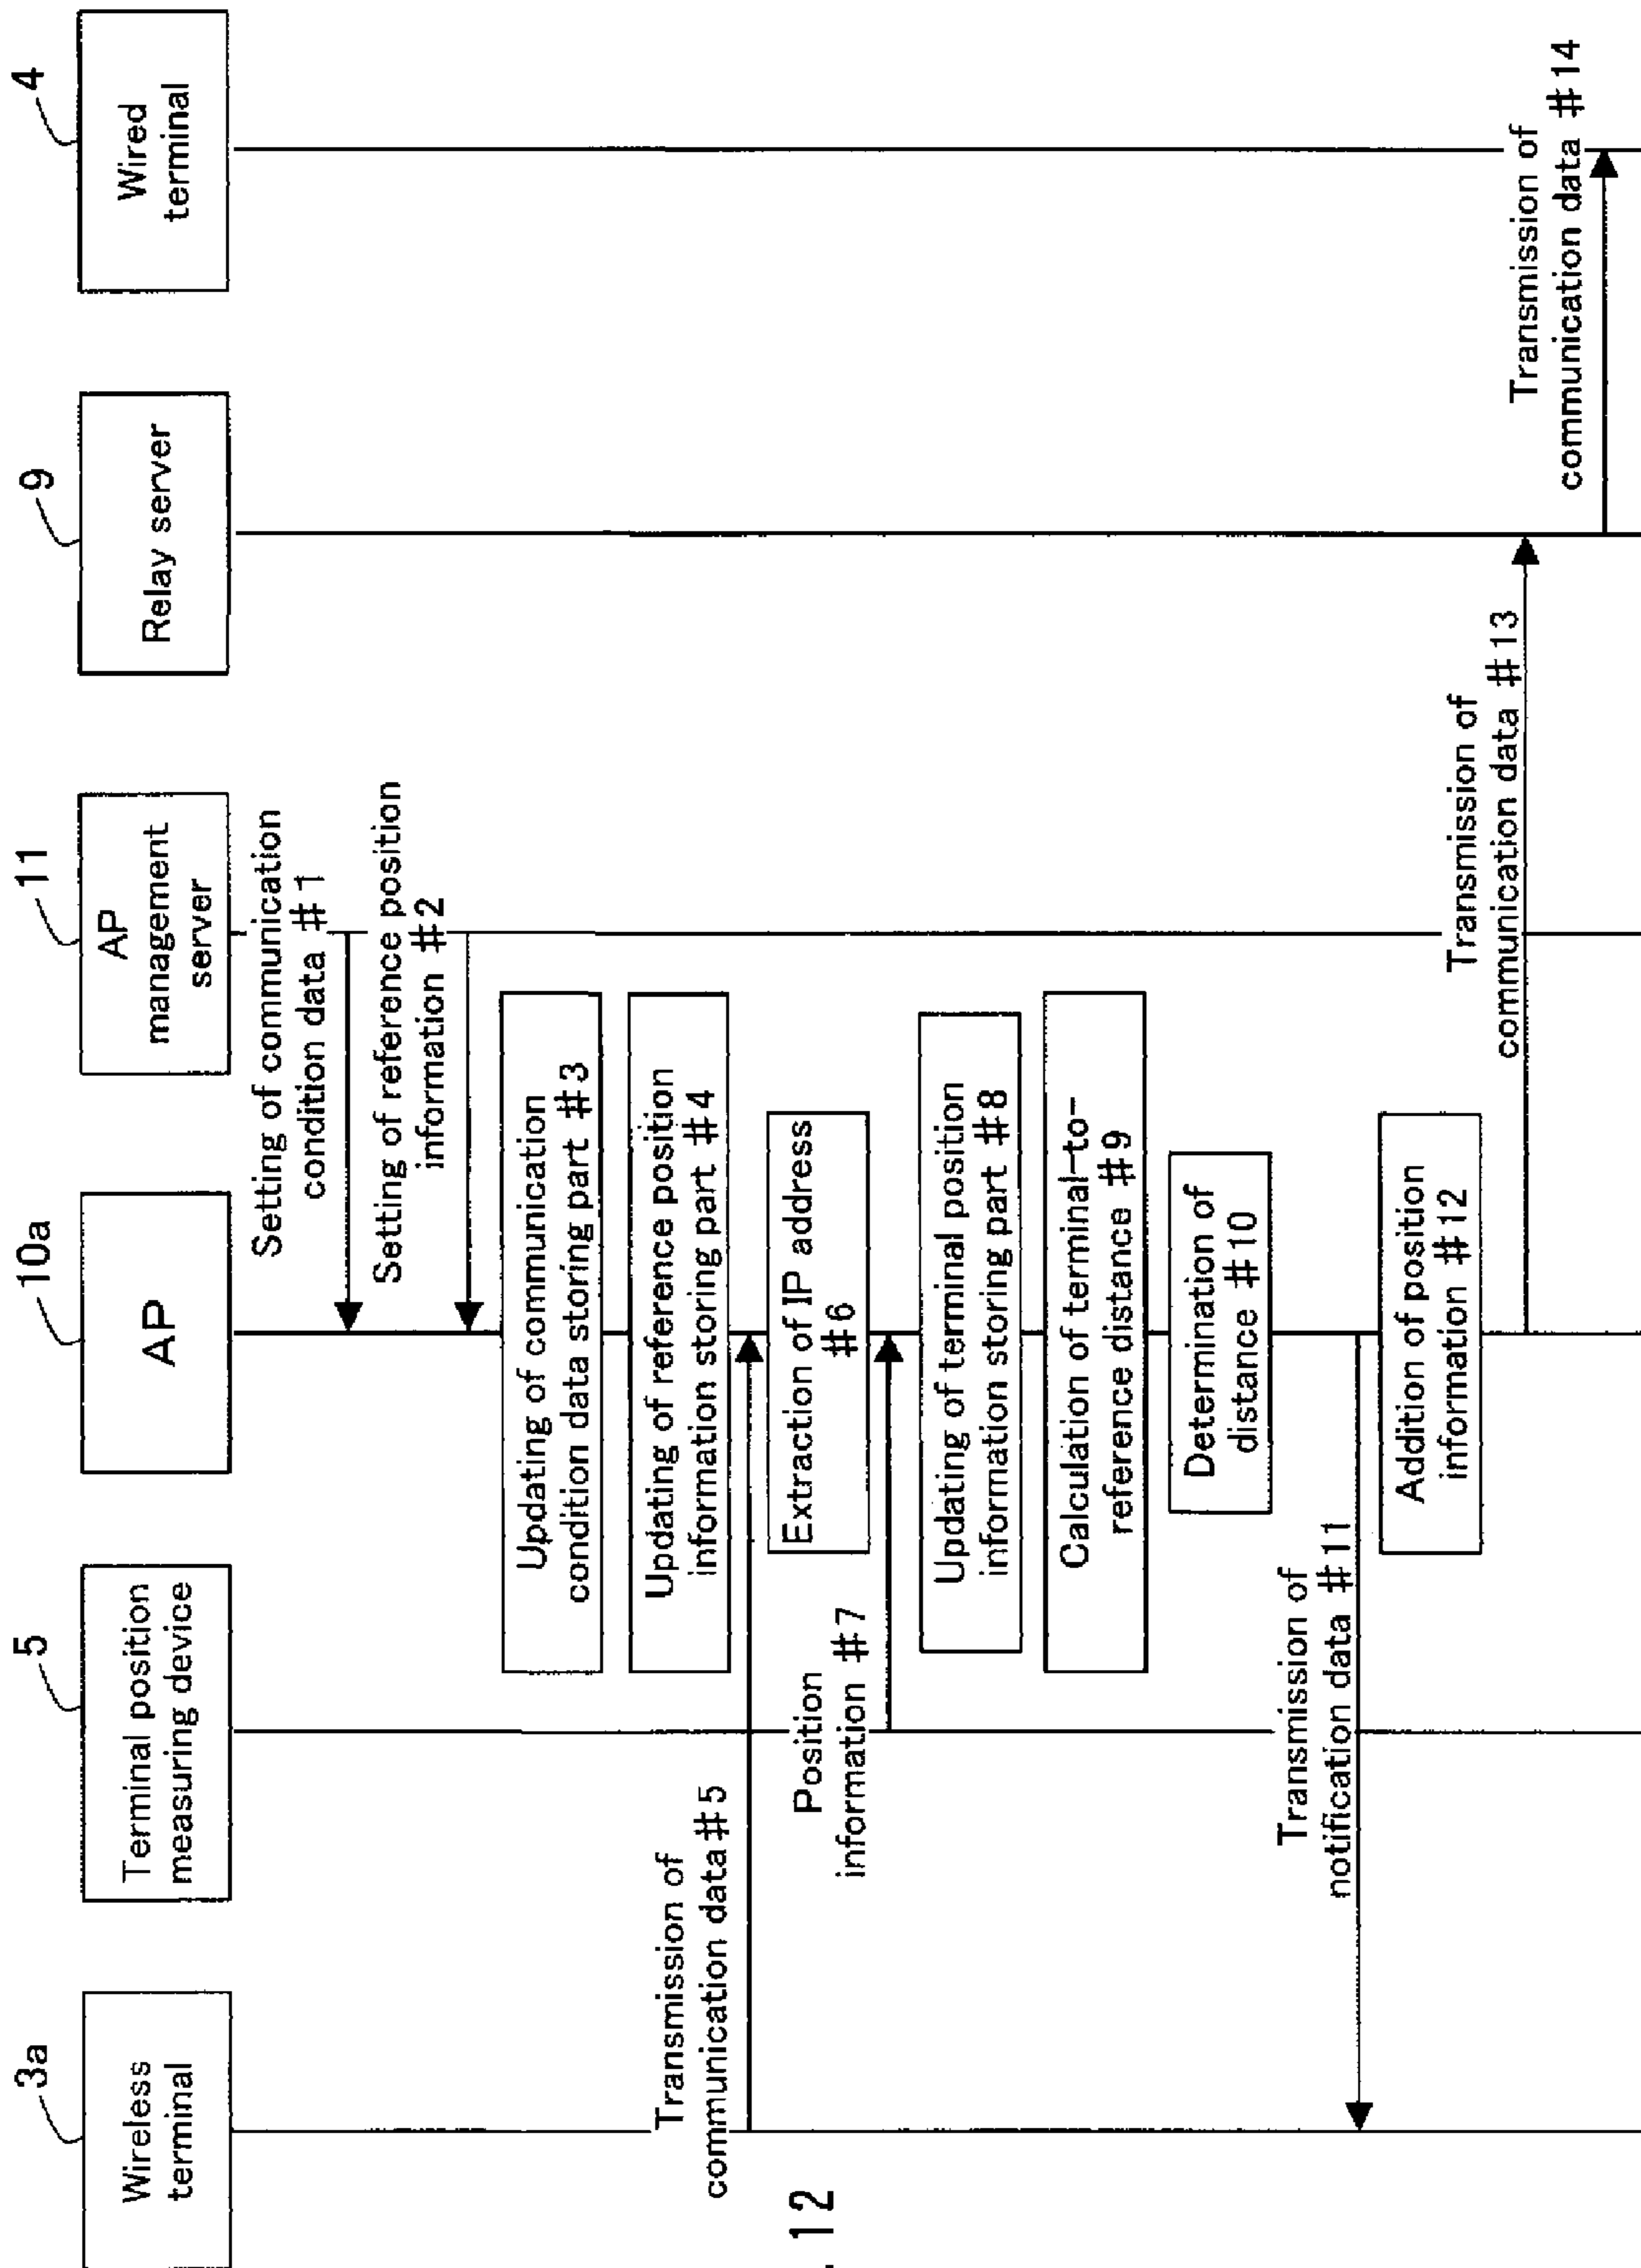 3a
Wireless
terminal
5
Terminal position
measuring device
10a
AP
11
AP
management
server
9
Relay server
4
Wired
terminal
Setting of communication
condition data #1
Setting of reference position
information #2
Updating of communication
condition data storing part #3
Updating of reference position
information storing part #4
Transmission of
communication data #5
Extraction of IP address
#6
Position
information #7
Updating of terminal position
information storing part #8
Calculation of terminal-to-
reference distance #9
Determination of
distance #10
Transmission of
notification data #11
Addition of position
information #12
Transmission of
communication data #13
Transmission of
communication data #14
. 12